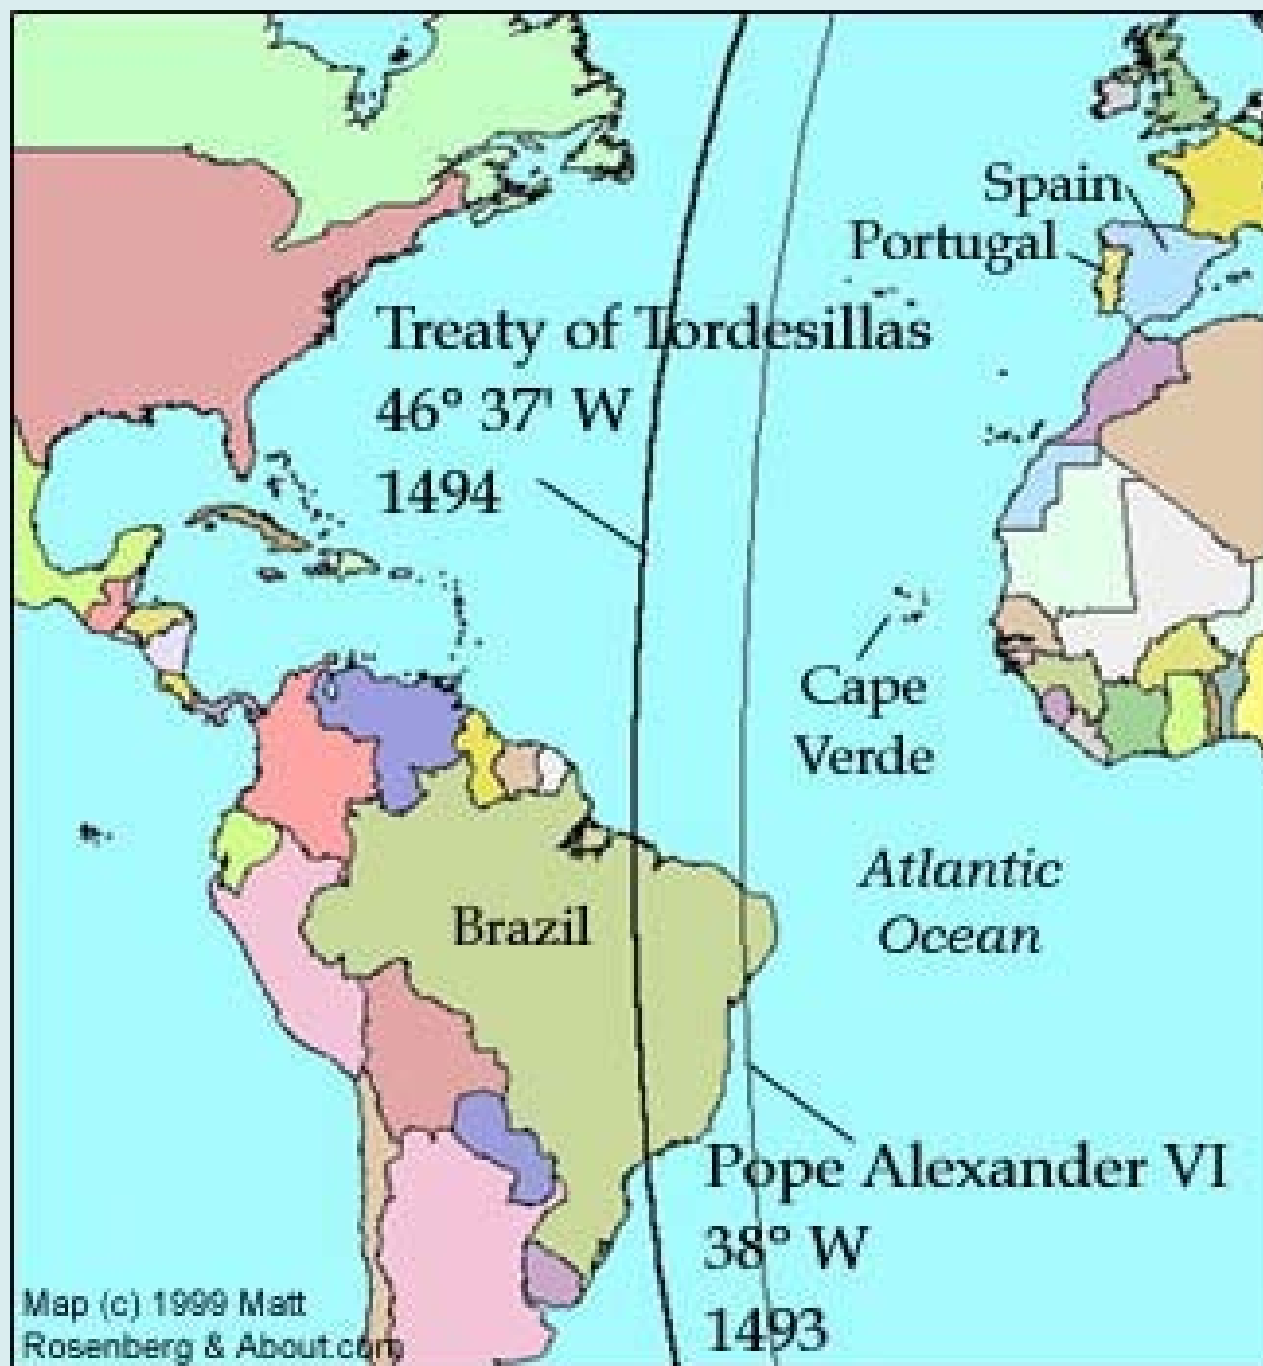 Spain
Portugal
Treaty of Tordesillas
46° 37' W
1494
Cape
Verde
Atlantic
Ocean
Brazil
Pope Alexander VI
38° W
1493
Map (c) 1999 Matt
Rosenberg & About.com